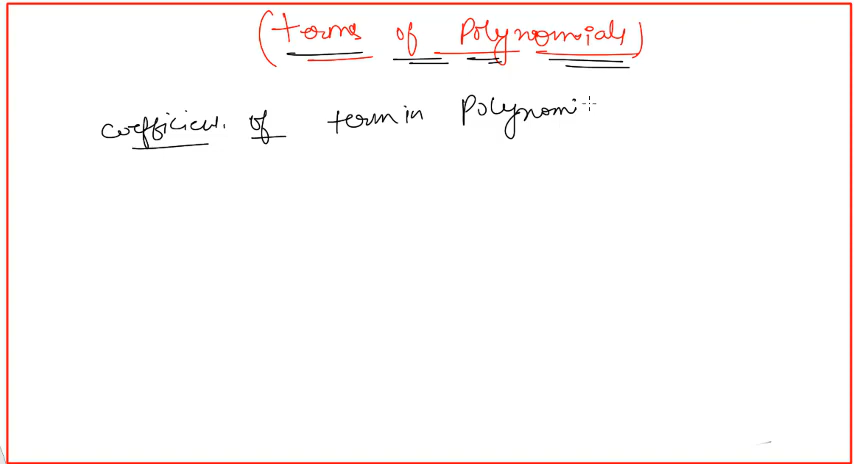 (terms of Polynomials)
coefficien. of term in Polynomi